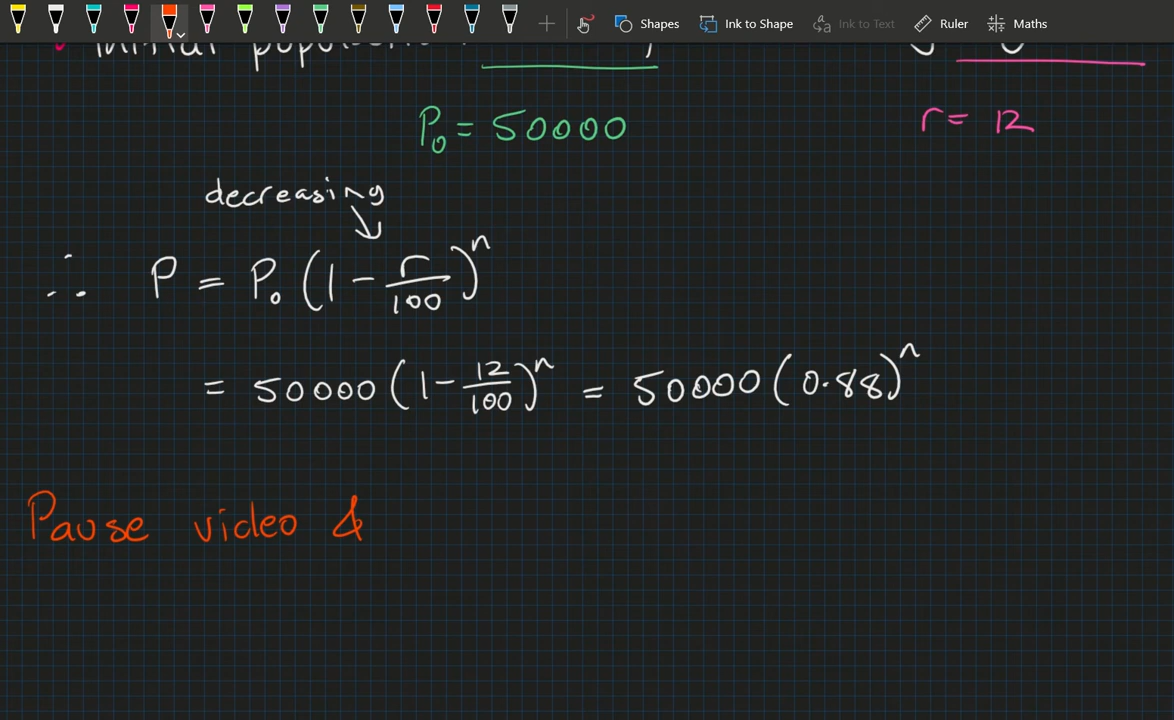 Shapes Ink to Shape Ink to Text Ruler Maths
initial
P₀ = 50000 r = 12
decreasing
∴ P = P₀ (1 - r/100)ⁿ
= 50000 (1 - 12/100)ⁿ = 50000 (0.88)ⁿ
Pause video &